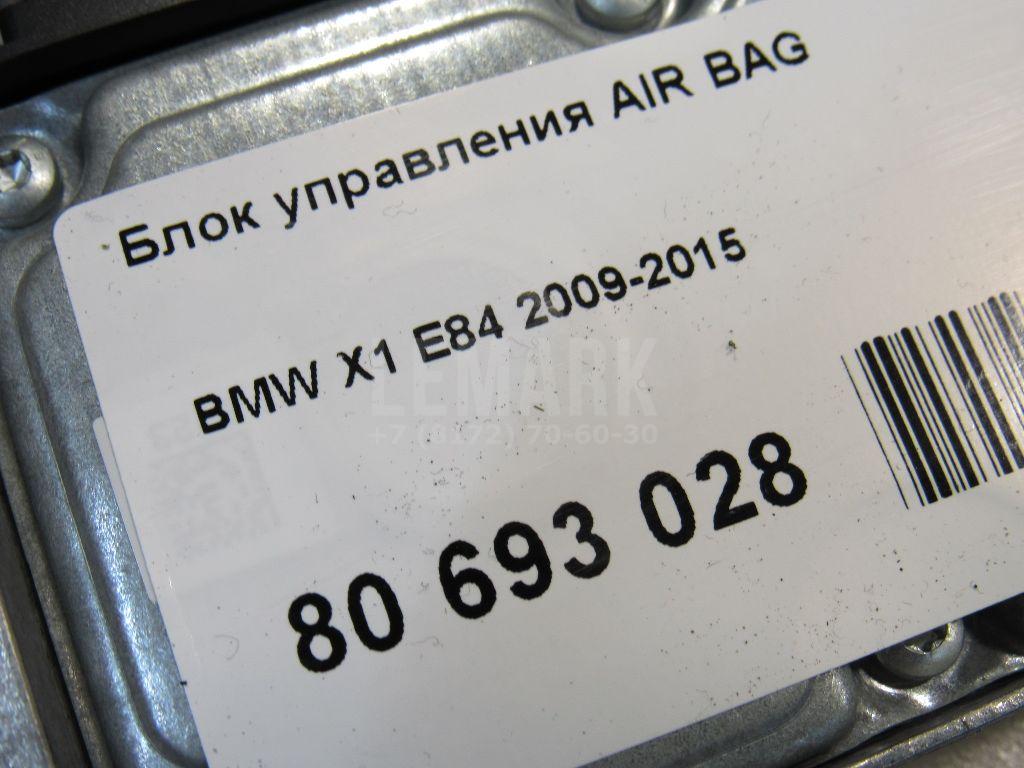 Блок управления AIR BAG
BMW X1 E84 2009-2015
LEMARK
+7 (8172) 70-60-30
80 693 028